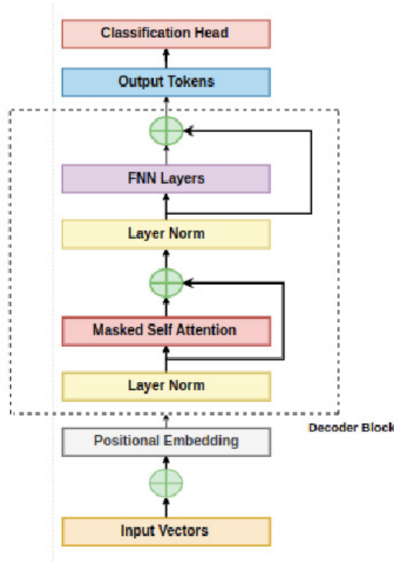 Classification Head
Output Tokens
FNN Layers
Layer Norm
Masked Self Attention
Layer Norm
Decoder Block
Positional Embedding
Input Vectors